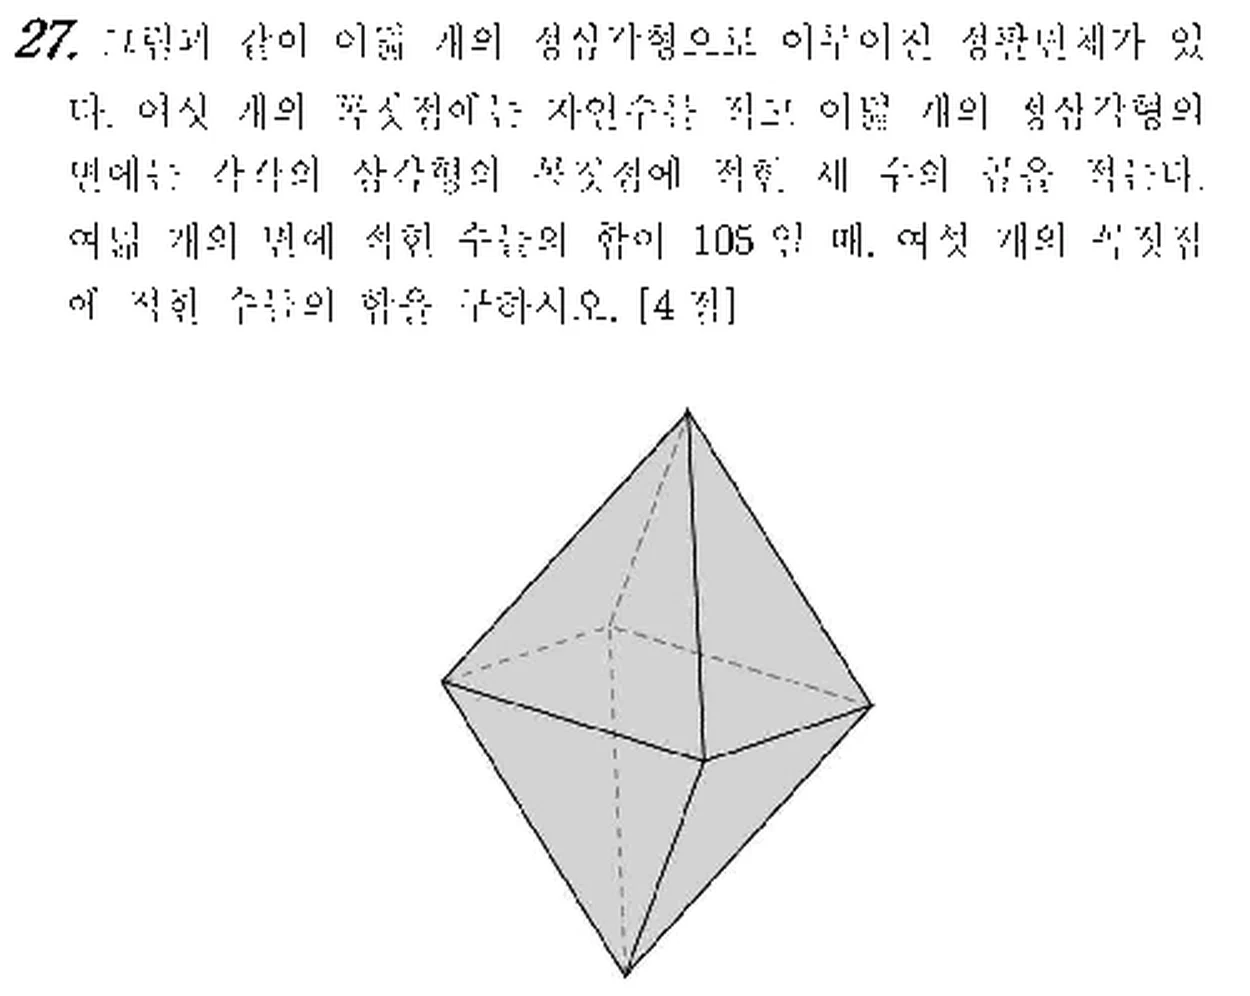 27. 그림과 같이 여덟 개의 정삼각형으로 이루어진 정팔면체가 있
다. 여섯 개의 꼭짓점에는 자연수를 적고 여덟 개의 정삼각형의
면에는 각각의 삼각형의 꼭짓점에 적힌 세 수의 곱을 적는다.
여덟 개의 면에 적힌 수들의 합이 105 일 때, 여섯 개의 꼭짓점
에 적힌 수들의 합을 구하시오. [4 점]